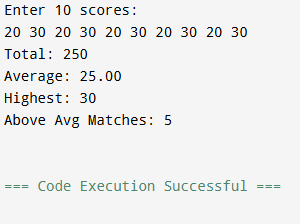 Enter 10 scores:
20 30 20 30 20 30 20 30 20 30
Total: 250
Average: 25.00
Highest: 30
Above Avg Matches: 5
=== Code Execution Successful ===